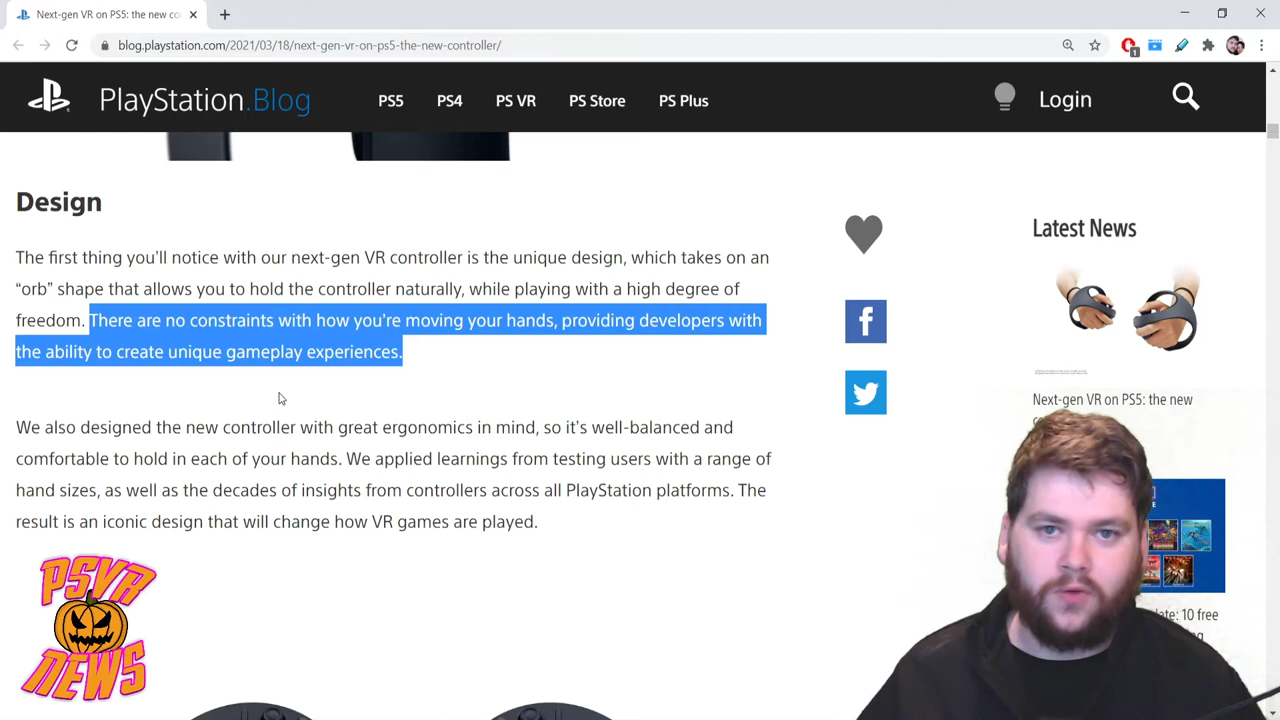 Next-gen VR on PS5: the new co
blog.playstation.com/2021/03/18/next-gen-vr-on-ps5-the-new-controller/
1
PlayStation.Blog
PS5
PS4
PS VR
PS Store
PS Plus
Login
Design
The first thing you'll notice with our next-gen VR controller is the unique design, which takes on an
“orb” shape that allows you to hold the controller naturally, while playing with a high degree of
freedom. There are no constraints with how you're moving your hands, providing developers with
the ability to create unique gameplay experiences.
We also designed the new controller with great ergonomics in mind, so it's well-balanced and
comfortable to hold in each of your hands. We applied learnings from testing users with a range of
hand sizes, as well as the decades of insights from controllers across all PlayStation platforms. The
result is an iconic design that will change how VR games are played.
Latest News
Next-gen VR on PS5: the new
date: 10 free
PSVR
NEWS